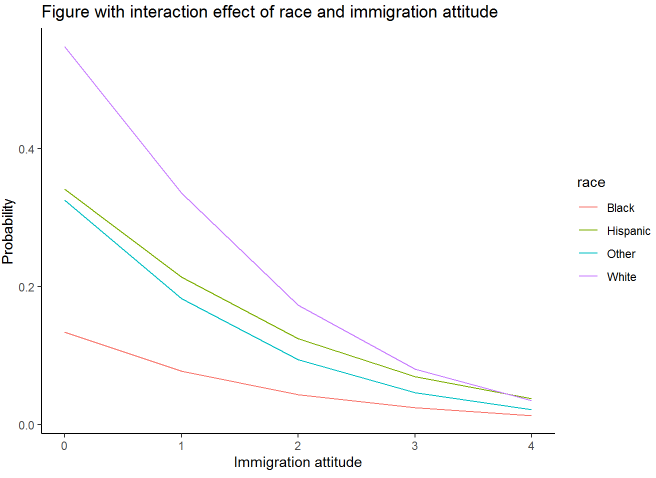 Figure with interaction effect of race and immigration attitude
Probability
0.4
0.2
0.0
0 1 2 3 4
Immigration attitude
race
Black
Hispanic
Other
White